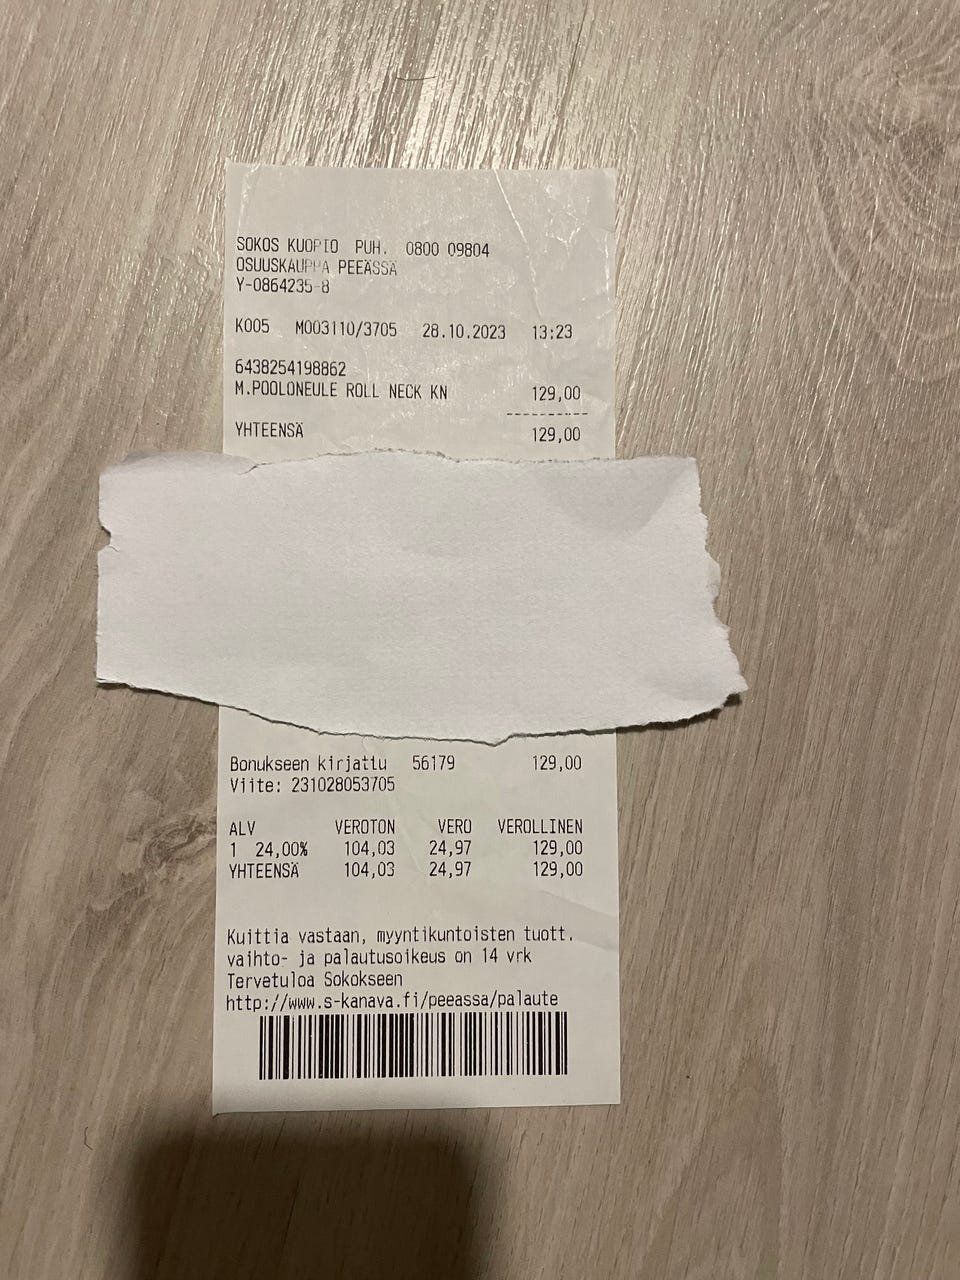 SOKOS KUOPIO PUH. 0800 09804
OSUUSKAUPPA PEEÄSSÄ
Y-0864235-8
K005 M003110/3705 28.10.2023 13:23
6438254198862
M.POOLONEULE ROLL NECK KN 129,00
YHTEENSÄ 129,00
Bonukseen kirjattu 56179 129,00
Viite: 231028053705
ALV VEROTON VERO VEROLLINEN
1 24,00% 104,03 24,97 129,00
YHTEENSÄ 104,03 24,97 129,00
Kuittia vastaan, myyntikuntoisten tuott.
vaihto- ja palautusoikeus on 14 vrk
Tervetuloa Sokokseen
http://www.s-kanava.fi/peeassa/palaute